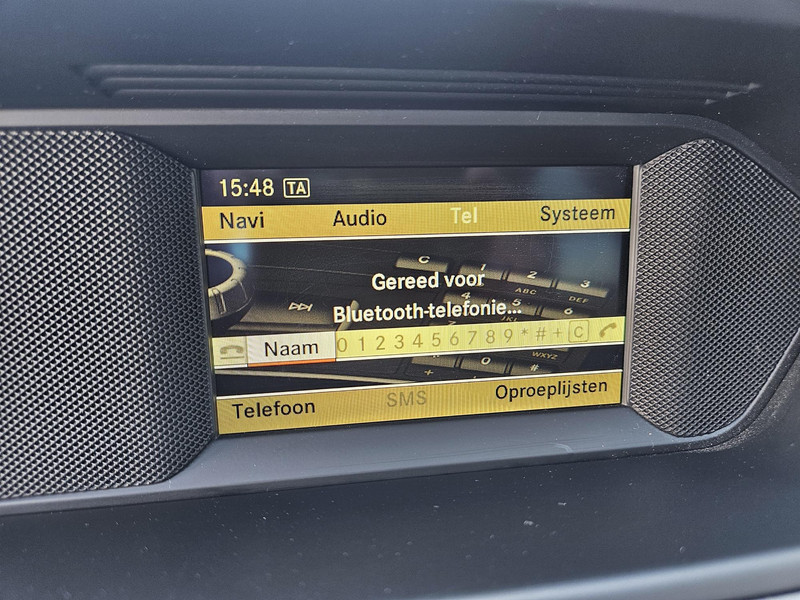 15:48 TA
Navi Audio Tel Systeem
Gereed voor
Bluetooth-telefonie...
Naam 0 1 2 3 4 5 6 7 8 9 * # + C
Telefoon SMS Oproeplijsten